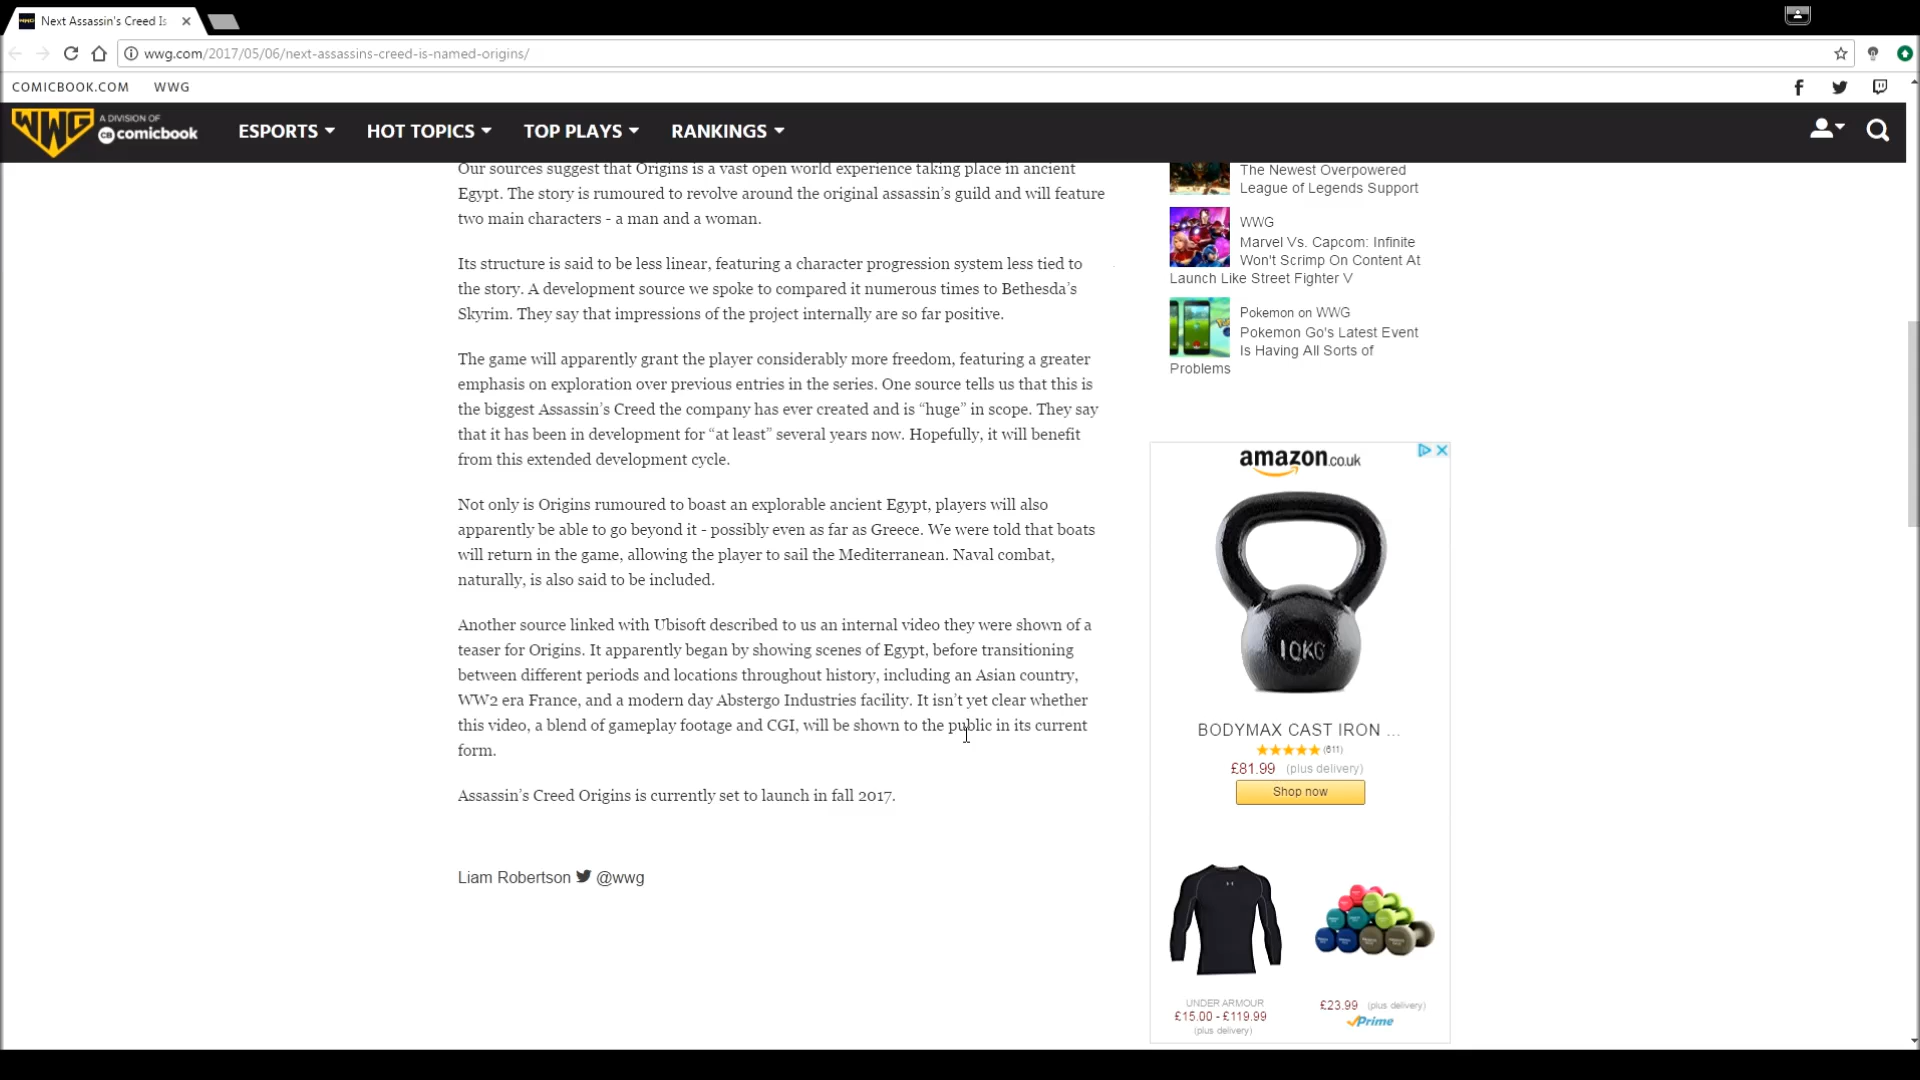 Next Assassin's Creed Is
wwg.com/2017/05/06/next-assassins-creed-is-named-origins/
COMICBOOK.COM WWG
WWG A DIVISION OF CB comicbook ESPORTS HOT TOPICS TOP PLAYS RANKINGS
Our sources suggest that Origins is a vast open world experience taking place in ancient
Egypt. The story is rumoured to revolve around the original assassin's guild and will feature
two main characters - a man and a woman.
Its structure is said to be less linear, featuring a character progression system less tied to
the story. A development source we spoke to compared it numerous times to Bethesda's
Skyrim. They say that impressions of the project internally are so far positive.
The game will apparently grant the player considerably more freedom, featuring a greater
emphasis on exploration over previous entries in the series. One source tells us that this is
the biggest Assassin's Creed the company has ever created and is “huge” in scope. They say
that it has been in development for “at least” several years now. Hopefully, it will benefit
from this extended development cycle.
Not only is Origins rumoured to boast an explorable ancient Egypt, players will also
apparently be able to go beyond it - possibly even as far as Greece. We were told that boats
will return in the game, allowing the player to sail the Mediterranean. Naval combat,
naturally, is also said to be included.
Another source linked with Ubisoft described to us an internal video they were shown of a
teaser for Origins. It apparently began by showing scenes of Egypt, before transitioning
between different periods and locations throughout history, including an Asian country,
WW2 era France, and a modern day Abstergo Industries facility. It isn't yet clear whether
this video, a blend of gameplay footage and CGI, will be shown to the public in its current
form.
Assassin's Creed Origins is currently set to launch in fall 2017.
Liam Robertson @wwg
The Newest Overpowered
League of Legends Support
WWG
Marvel Vs. Capcom: Infinite
Won't Scrimp On Content At
Launch Like Street Fighter V
Pokemon on WWG
Pokemon Go's Latest Event
Is Having All Sorts of
Problems
amazon.co.uk
10KG
BODYMAX CAST IRON ...
(611)
£81.99 (plus delivery)
Shop now
UNDER ARMOUR
£15.00 - £119.99
(plus delivery)
£23.99 (plus delivery)
Prime